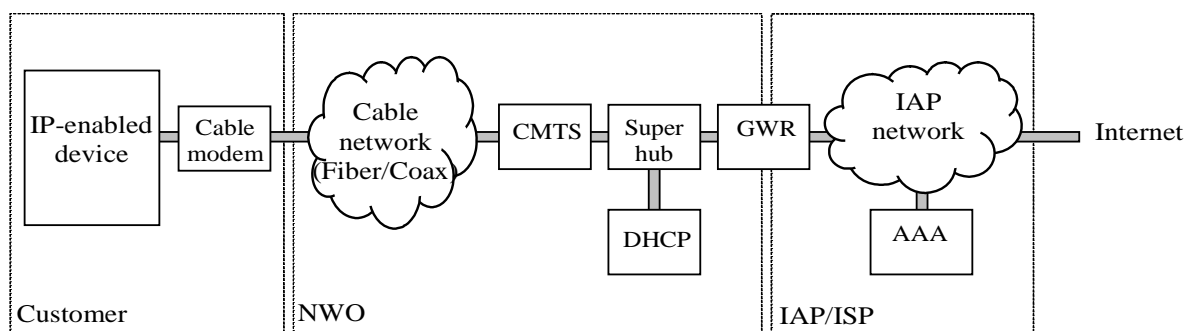 IP-enabled
device
Cable
modem
Cable
network
(Fiber/Coax)
CMTS
Super
hub
GWR
IAP
network
Internet
DHCP
AAA
Customer
NWO
IAP/ISP